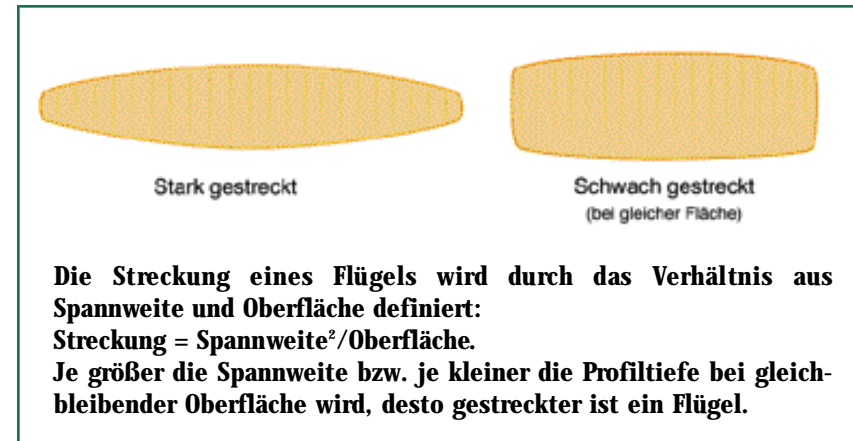 Stark gestreckt
Schwach gestreckt
(bei gleicher Fläche)
Die Streckung eines Flügels wird durch das Verhältnis aus
Spannweite und Oberfläche definiert:
Streckung = Spannweite²/Oberfläche.
Je größer die Spannweite bzw. je kleiner die Profiltiefe bei gleich-
bleibender Oberfläche wird, desto gestreckter ist ein Flügel.